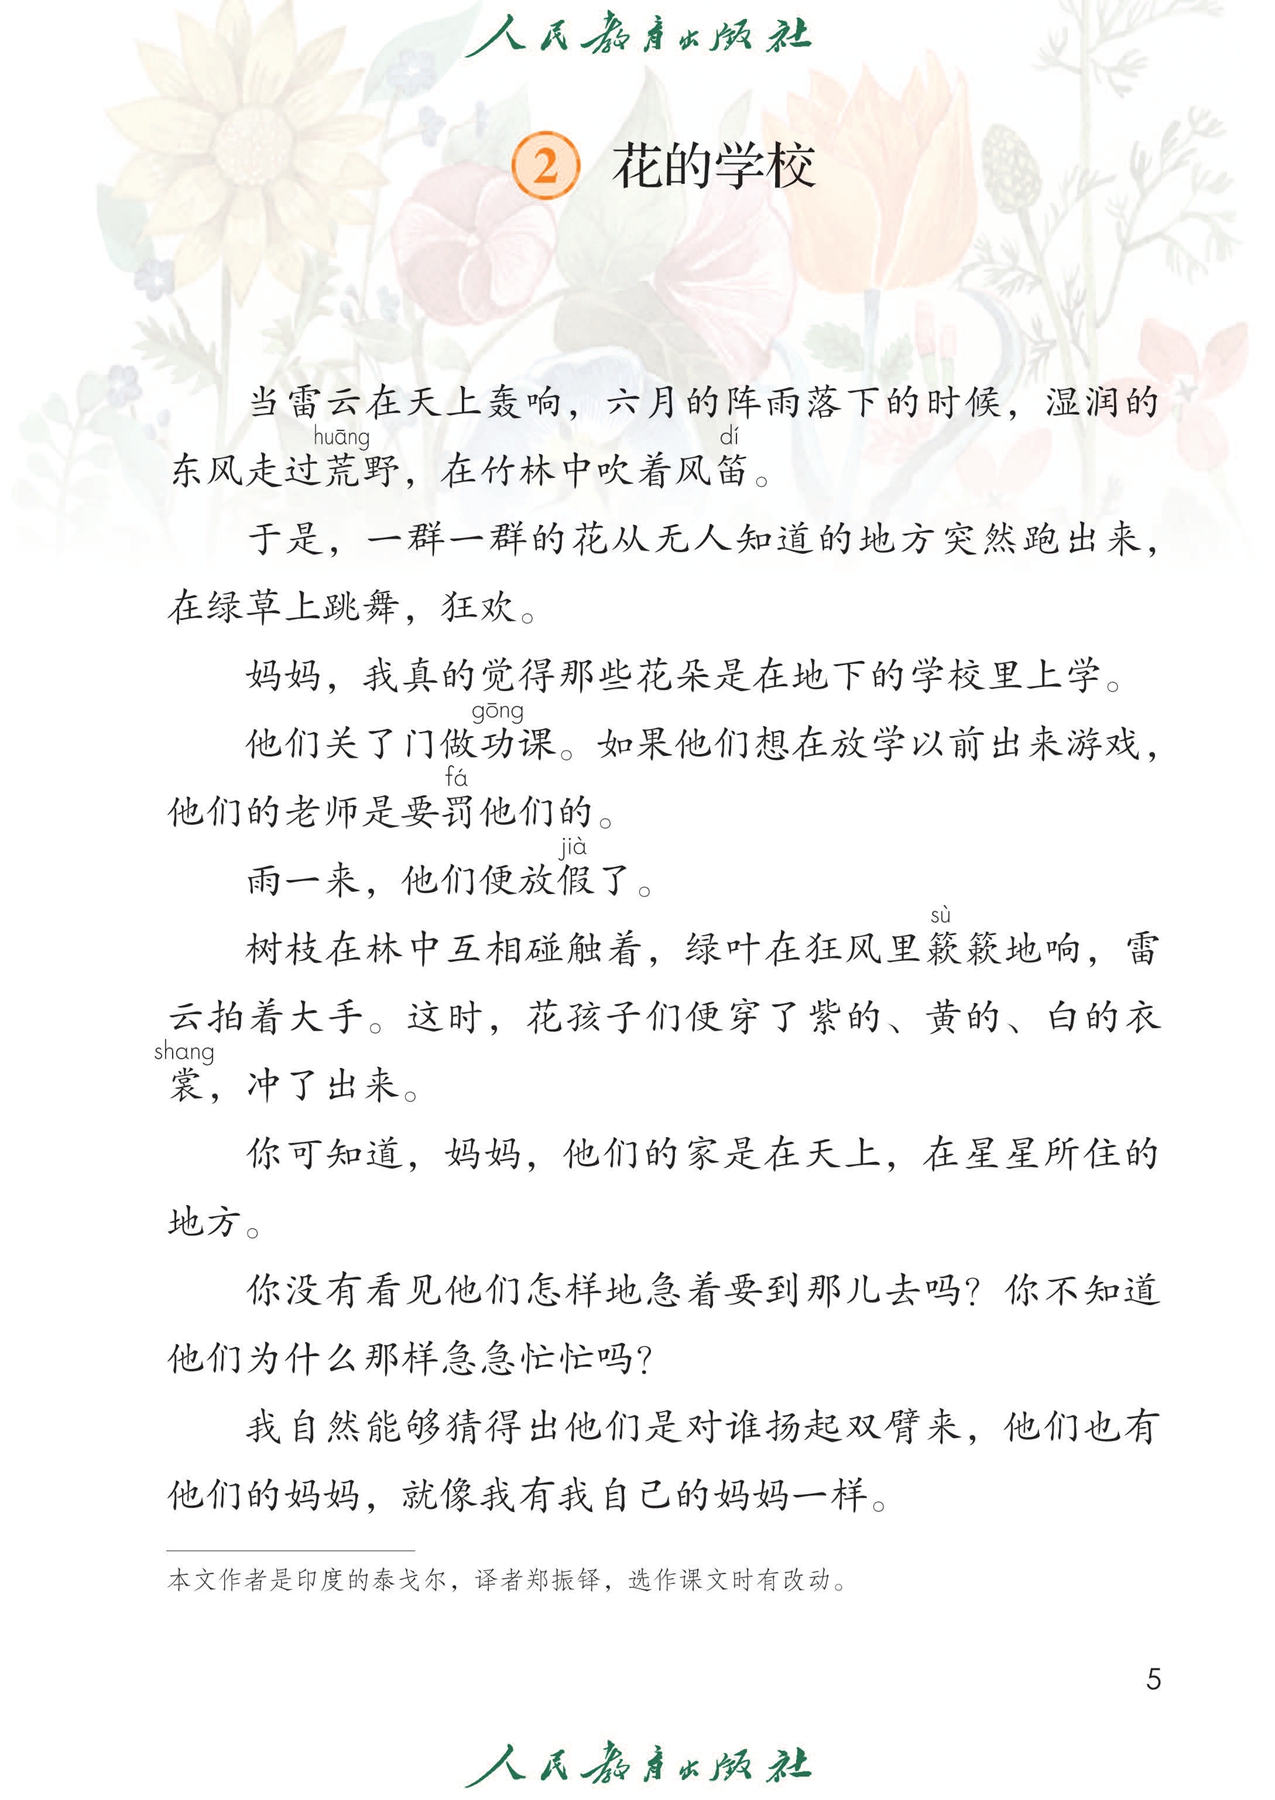 人民教育出版社
2 花的学校
当雷云在天上轰响，六月的阵雨落下的时候，湿润的
huāng dí
东风走过荒野，在竹林中吹着风笛。
于是，一群一群的花从无人知道的地方突然跑出来，
在绿草上跳舞，狂欢。
妈妈，我真的觉得那些花朵是在地下的学校里上学。
gōng
他们关了门做功课。如果他们想在放学以前出来游戏，
fá
他们的老师是要罚他们的。
jià
雨一来，他们便放假了。
sù
树枝在林中互相碰触着，绿叶在狂风里簌簌地响，雷
云拍着大手。这时，花孩子们便穿了紫的、黄的、白的衣
shang
裳，冲了出来。
你可知道，妈妈，他们的家是在天上，在星星所住的
地方。
你没有看见他们怎样地急着要到那儿去吗？你不知道
他们为什么那样急急忙忙吗？
我自然能够猜得出他们是对谁扬起双臂来，他们也有
他们的妈妈，就像我有我自己的妈妈一样。
本文作者是印度的泰戈尔，译者郑振铎，选作课文时有改动。
5
人民教育出版社